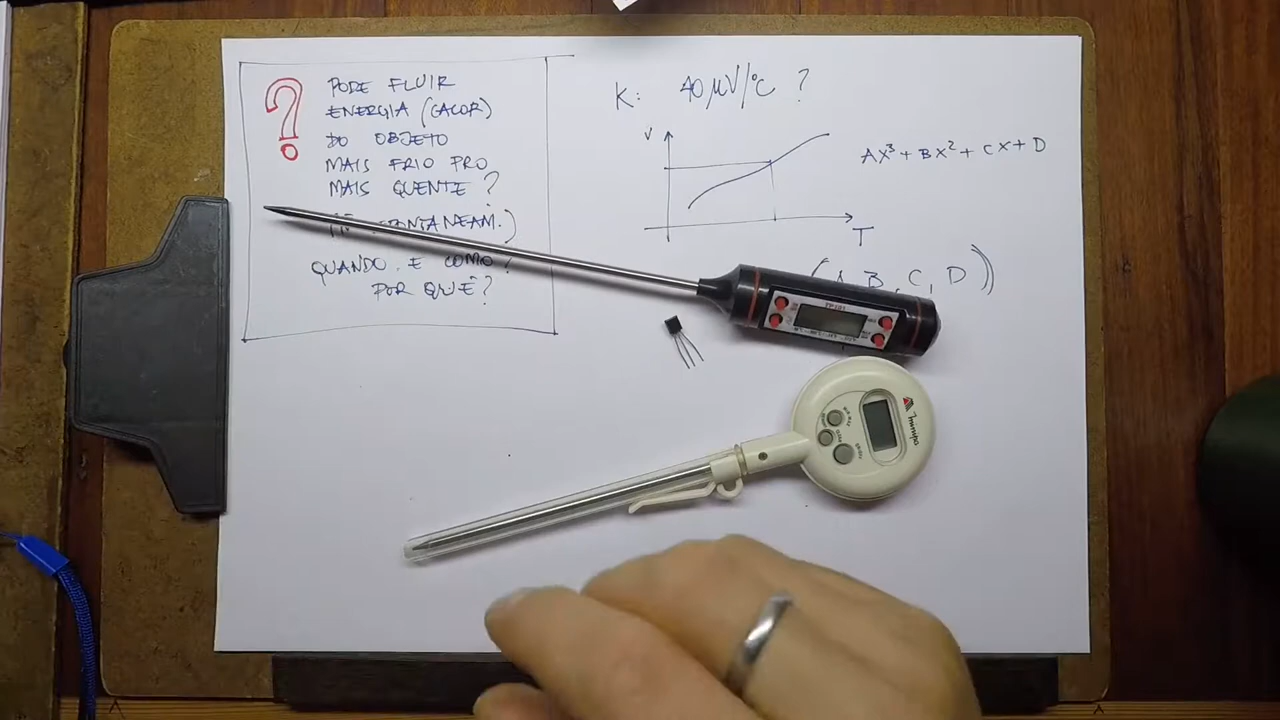 ?
PODE FLUIR
ENERGIA (CALOR)
DO OBJETO
MAIS FRIO PRO
MAIS QUENTE?
QUANDO, E COMO?
POR QUÊ?
K: 40 µV/°C ?
V
T
AX³ + BX² + CX + D
(A, B, C, D))
minipa